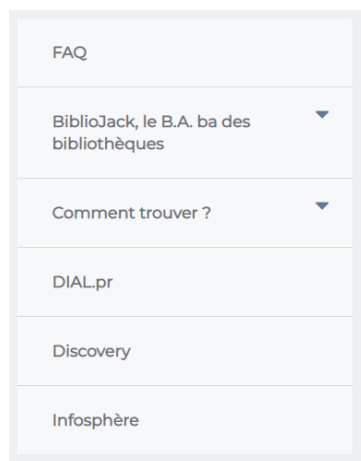 FAQ
BiblioJack, le B.A. ba des
bibliothèques
Comment trouver ?
DIAL.pr
Discovery
Infosphère